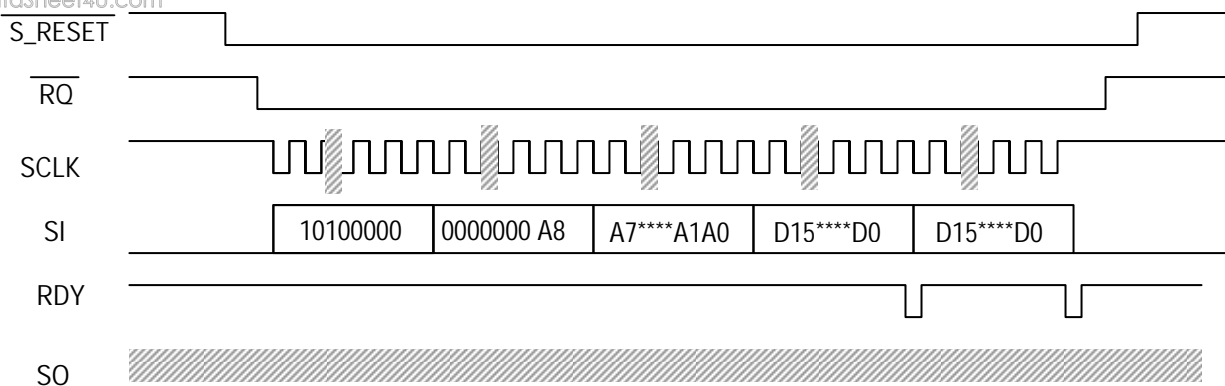 S_RESET
RQ
SCLK
SI
10100000 0000000 A8 A7****A1A0 D15****D0 D15****D0
RDY
SO